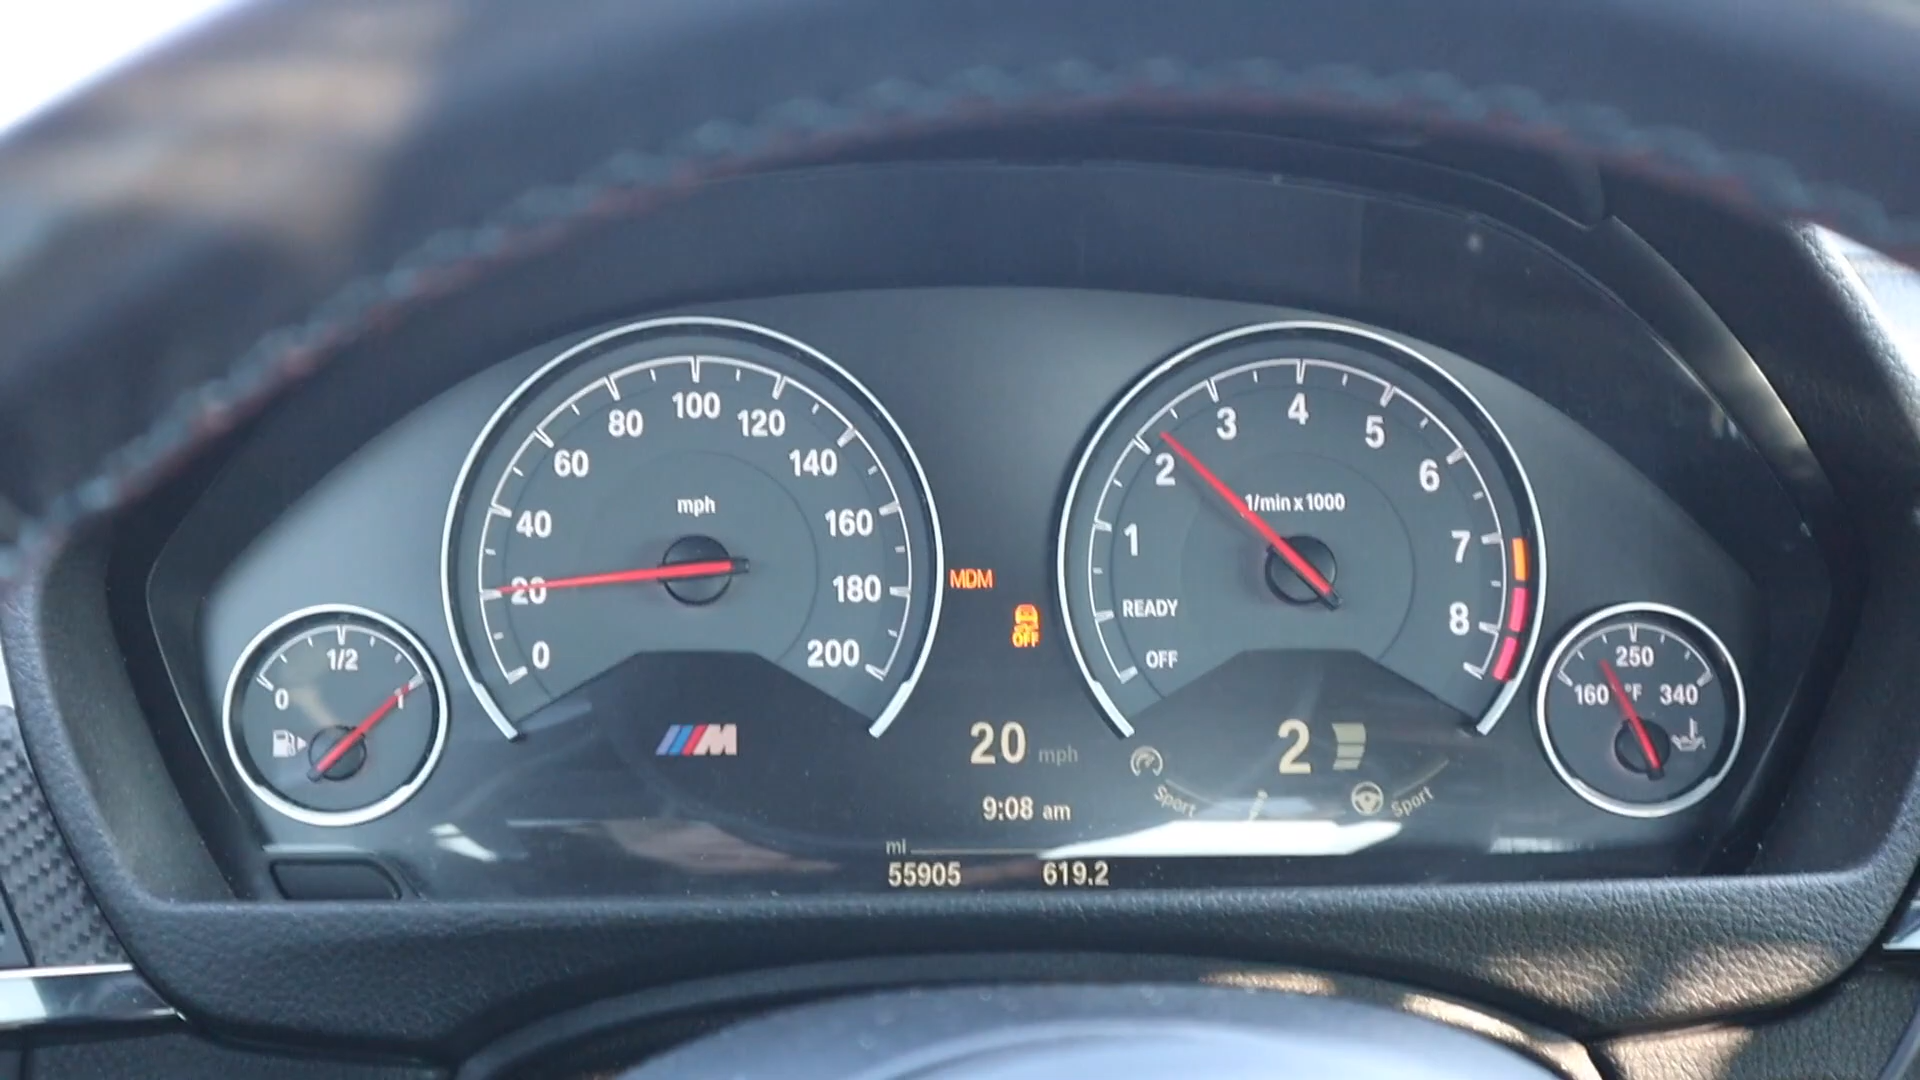 100
80
120
60
140
mph
40
160
20
180
0
200
4
3
5
2
6
1/min x 1000
1
7
READY
8
OFF
MDM
OFF
1/2
0
1
250
160
°F
340
M
20 mph
2
Sport
Sport
9:08 am
mi
55905
619.2